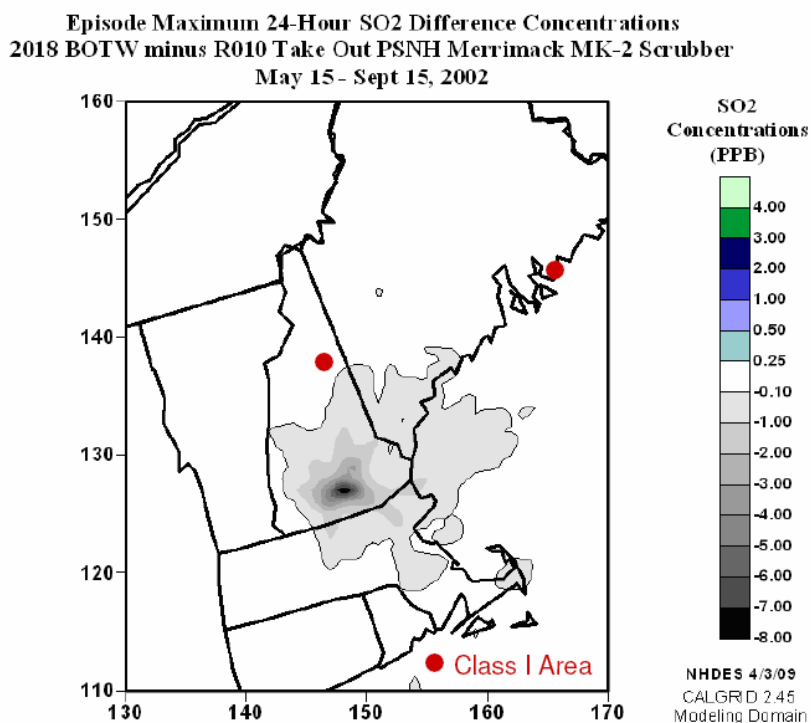 Episode Maximum 24-Hour SO2 Difference Concentrations
2018 BOTW minus R010 Take Out PSNH Merrimack MK-2 Scrubber
May 15 - Sept 15, 2002
160
150
140
130
120
110
130
140
150
160
170
Class I Area
SO2
Concentrations
(PPB)
4.00
3.00
2.00
1.00
0.50
0.25
-0.10
-1.00
-2.00
-3.00
-4.00
-5.00
-6.00
-7.00
-8.00
NHDES 4/3/09
CALGRID 2.45
Modeling Domain